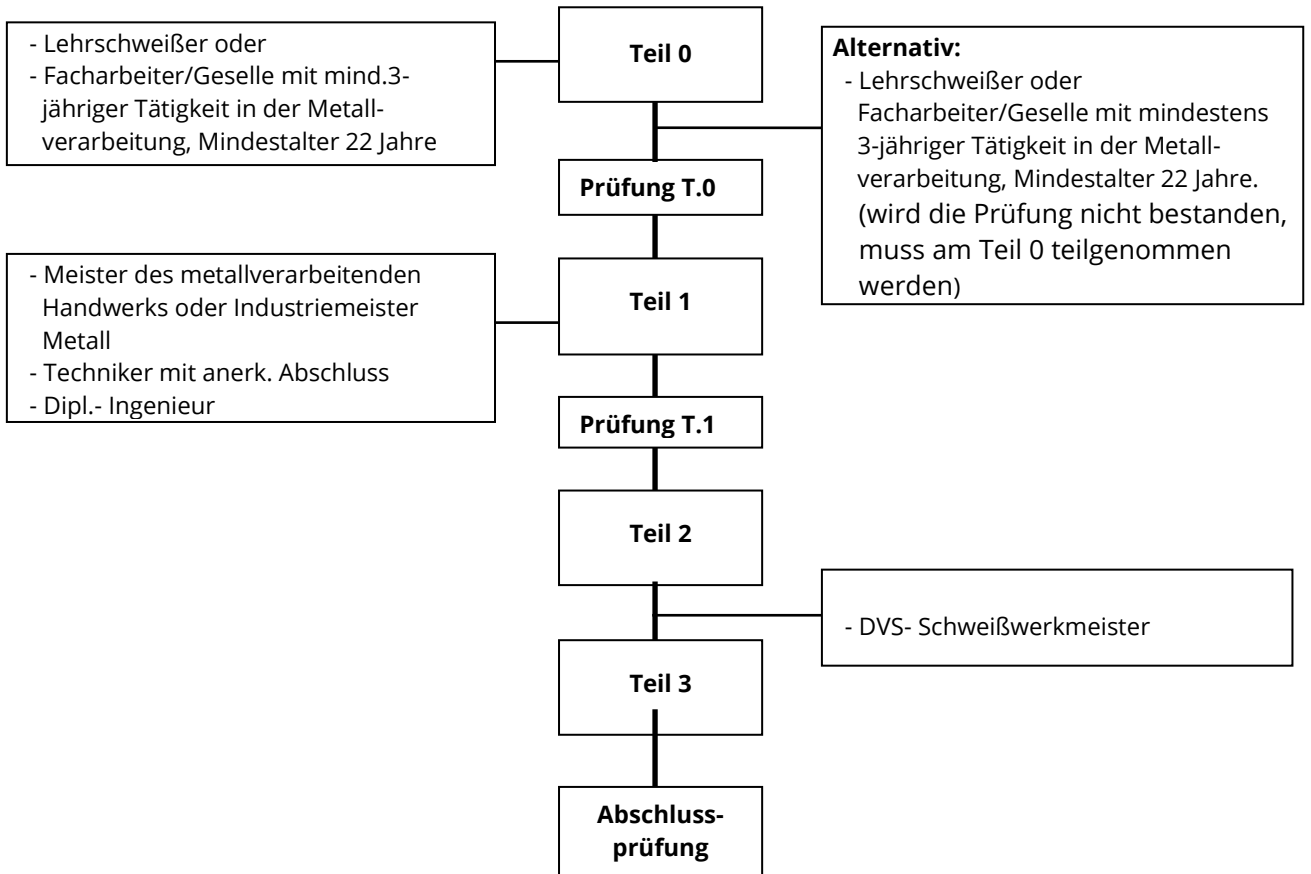 - Lehrschweißer oder
- Facharbeiter/Geselle mit mind.3-
jähriger Tätigkeit in der Metall-
verarbeitung, Mindestalter 22 Jahre
Teil 0
Alternativ:
- Lehrschweißer oder
Facharbeiter/Geselle mit mindestens
3-jähriger Tätigkeit in der Metall-
verarbeitung, Mindestalter 22 Jahre.
(wird die Prüfung nicht bestanden,
muss am Teil 0 teilgenommen
werden)
Prüfung T.0
- Meister des metallverarbeitenden
Handwerks oder Industriemeister
Metall
- Techniker mit anerk. Abschluss
- Dipl.- Ingenieur
Teil 1
Prüfung T.1
Teil 2
- DVS- Schweißwerkmeister
Teil 3
Abschluss-
prüfung